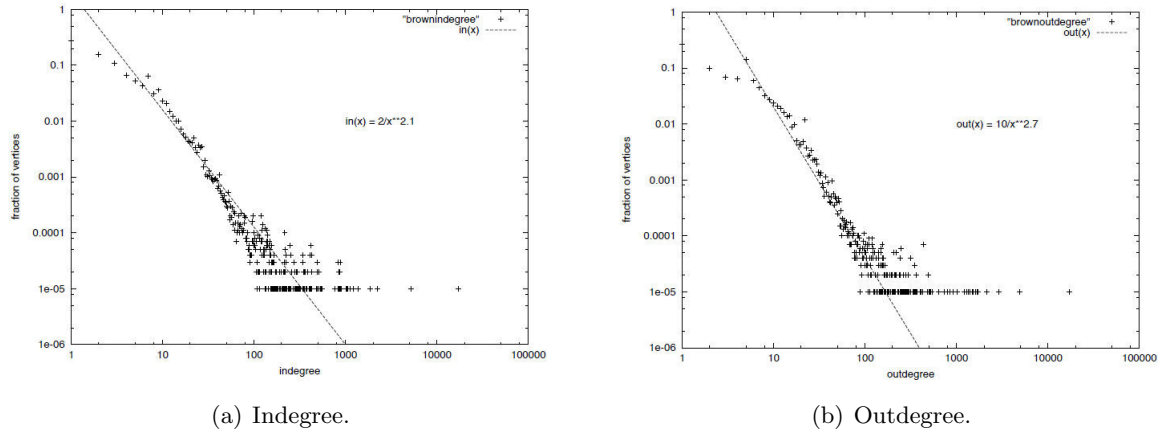 1
0.1
0.01
0.001
0.0001
1e-05
1e-06
fraction of vertices
"brownindegree"
in(x)
in(x) = 2/x**2.1
1 10 100 1000 10000 100000
indegree
(a) Indegree.
1
0.1
0.01
0.001
0.0001
1e-05
1e-06
fraction of vertices
"brownoutdegree"
out(x)
out(x) = 10/x**2.7
1 10 100 1000 10000 100000
outdegree
(b) Outdegree.